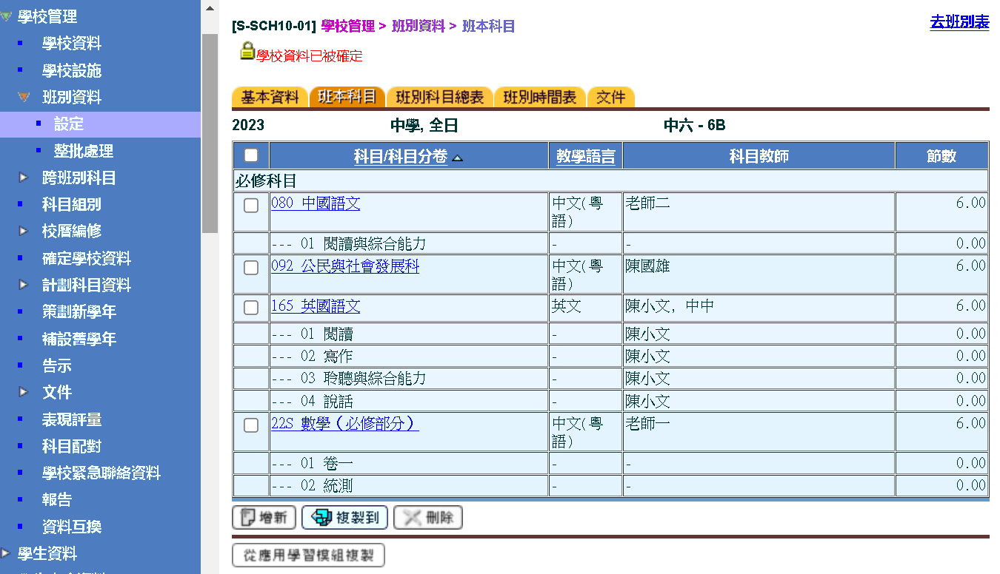 學校管理
學校資料
學校設施
班別資料
設定
整批處理
跨班別科目
科目組別
校曆編修
確定學校資料
計劃科目資料
策劃新學年
補設舊學年
告示
文件
表現評量
科目配對
學校緊急聯絡資料
報告
資料互換
學生資料
[S-SCH10-01] 學校管理 > 班別資料 > 班本科目
去班別表
學校資料已被確定
基本資料 班本科目 班別科目總表 班別時間表 文件
2023 中學, 全日 中六 - 6B
科目/科目分卷 教學語言 科目教師 節數
必修科目
080 中國語文 中文(粵語) 老師二 6.00
--- 01 閱讀與綜合能力 - - 0.00
092 公民與社會發展科 中文(粵語) 陳國雄 6.00
165 英國語文 英文 陳小文, 中中 6.00
--- 01 閱讀 - 陳小文 0.00
--- 02 寫作 - 陳小文 0.00
--- 03 聆聽與綜合能力 - 陳小文 0.00
--- 04 說話 - 陳小文 0.00
22S 數學（必修部分） 中文(粵語) 老師一 6.00
--- 01 卷一 - - 0.00
--- 02 統測 - - 0.00
增新 複製到 刪除
從應用學習模組複製